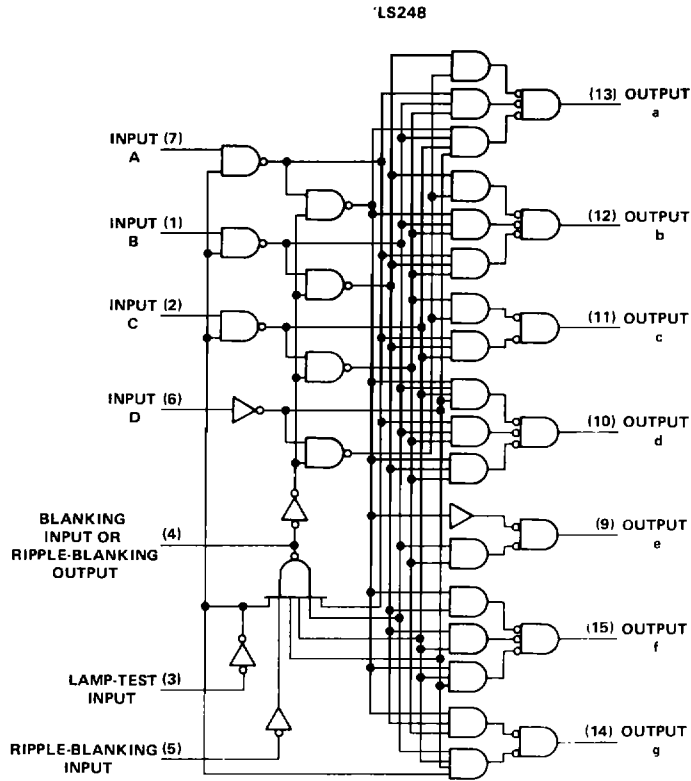 'LS248
INPUT (7)
A
INPUT (1)
B
INPUT (2)
C
INPUT (6)
D
BLANKING
INPUT OR (4)
RIPPLE-BLANKING
OUTPUT
LAMP-TEST (3)
INPUT
RIPPLE-BLANKING (5)
INPUT
(13) OUTPUT
a
(12) OUTPUT
b
(11) OUTPUT
c
(10) OUTPUT
d
(9) OUTPUT
e
(15) OUTPUT
f
(14) OUTPUT
g